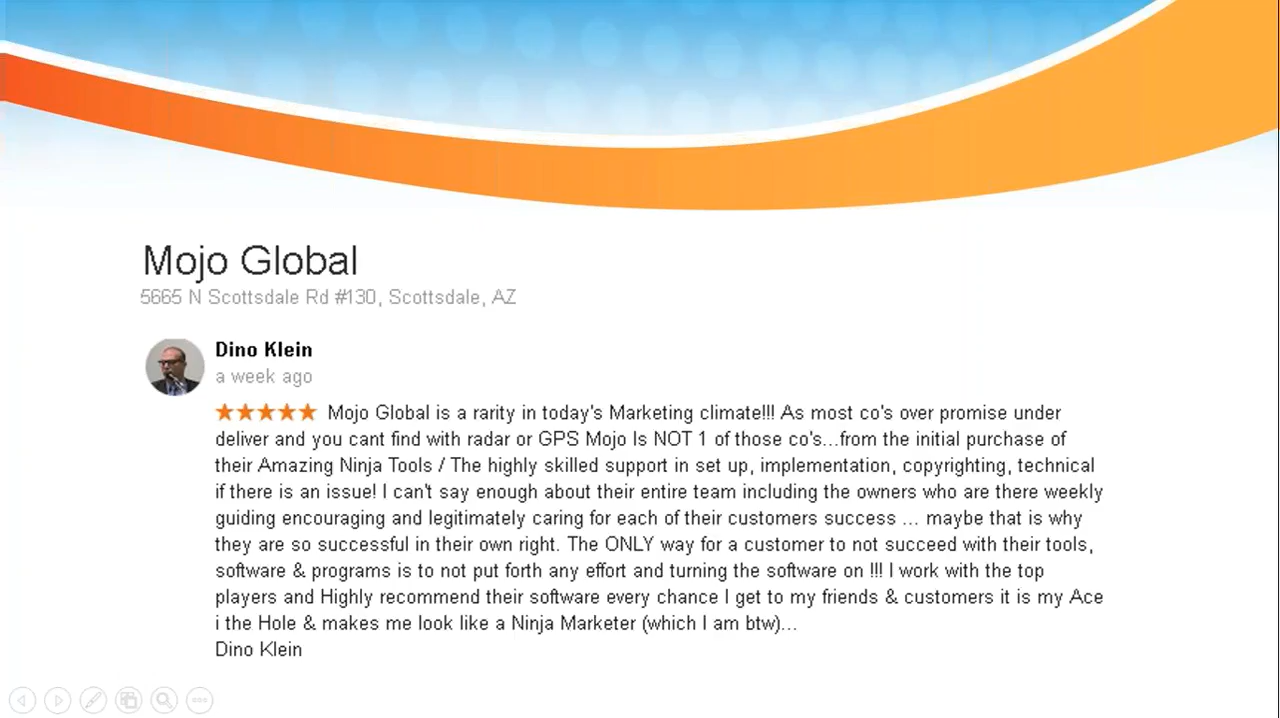 Mojo Global
5665 N Scottsdale Rd #130, Scottsdale, AZ
Dino Klein
a week ago
★★★★★ Mojo Global is a rarity in today's Marketing climate!!! As most co's over promise under
deliver and you cant find with radar or GPS Mojo Is NOT 1 of those co's...from the initial purchase of
their Amazing Ninja Tools / The highly skilled support in set up, implementation, copyrighting, technical
if there is an issue! I can't say enough about their entire team including the owners who are there weekly
guiding encouraging and legitimately caring for each of their customers success ... maybe that is why
they are so successful in their own right. The ONLY way for a customer to not succeed with their tools,
software & programs is to not put forth any effort and turning the software on !!! I work with the top
players and Highly recommend their software every chance I get to my friends & customers it is my Ace
i the Hole & makes me look like a Ninja Marketer (which I am btw)...
Dino Klein